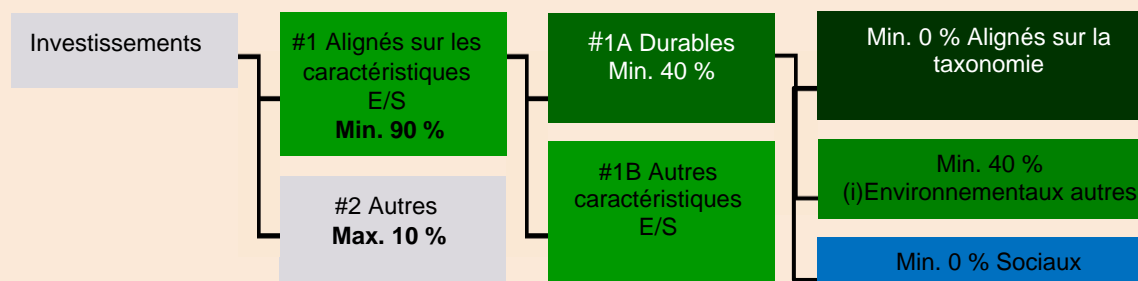 Investissements
#1 Alignés sur les
caractéristiques
E/S
Min. 90 %
#2 Autres
Max. 10 %
#1A Durables
Min. 40 %
#1B Autres
caractéristiques
E/S
Min. 0 % Alignés sur la
taxonomie
Min. 40 %
(i)Environnementaux autres
Min. 0 % Sociaux